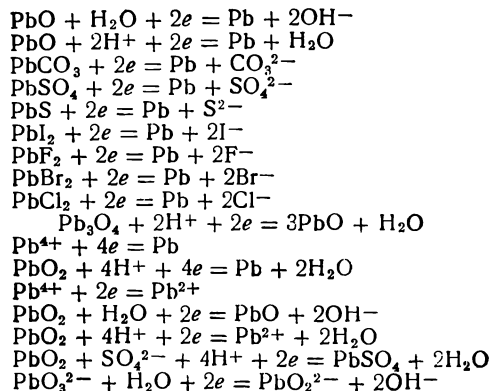 PbO + H₂O + 2e = Pb + 2OH−
PbO + 2H⁺ + 2e = Pb + H₂O
PbCO₃ + 2e = Pb + CO₃²⁻
PbSO₄ + 2e = Pb + SO₄²⁻
PbS + 2e = Pb + S²⁻
PbI₂ + 2e = Pb + 2I⁻
PbF₂ + 2e = Pb + 2F⁻
PbBr₂ + 2e = Pb + 2Br⁻
PbCl₂ + 2e = Pb + 2Cl⁻
Pb₃O₄ + 2H⁺ + 2e = 3PbO + H₂O
Pb⁴⁺ + 4e = Pb
PbO₂ + 4H⁺ + 4e = Pb + 2H₂O
Pb⁴⁺ + 2e = Pb²⁺
PbO₂ + H₂O + 2e = PbO + 2OH⁻
PbO₂ + 4H⁺ + 2e = Pb²⁺ + 2H₂O
PbO₂ + SO₄²⁻ + 4H⁺ + 2e = PbSO₄ + 2H₂O
PbO₃²⁻ + H₂O + 2e = PbO₂²⁻ + 2OH⁻